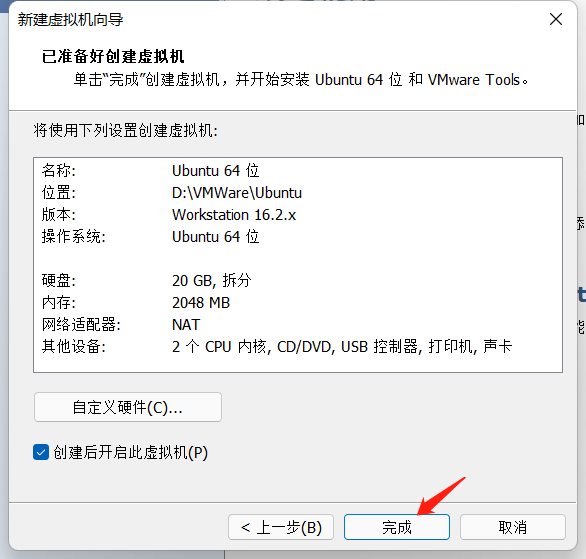 新建虚拟机向导
已准备好创建虚拟机
单击“完成”创建虚拟机，并开始安装 Ubuntu 64 位 和 VMware Tools。
将使用下列设置创建虚拟机:
名称: Ubuntu 64 位
位置: D:\VMWare\Ubuntu
版本: Workstation 16.2.x
操作系统: Ubuntu 64 位
硬盘: 20 GB, 拆分
内存: 2048 MB
网络适配器: NAT
其他设备: 2 个 CPU 内核, CD/DVD, USB 控制器, 打印机, 声卡
自定义硬件(C)...
创建后开启此虚拟机(P)
< 上一步(B) 完成 取消